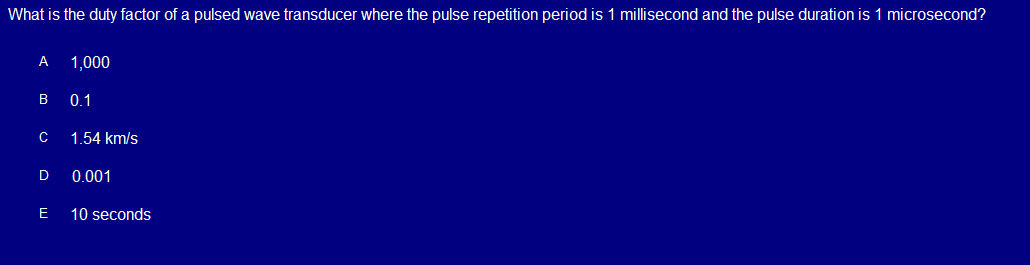 What is the duty factor of a pulsed wave transducer where the pulse repetition period is 1 millisecond and the pulse duration is 1 microsecond?
A 1,000
B 0.1
C 1.54 km/s
D 0.001
E 10 seconds